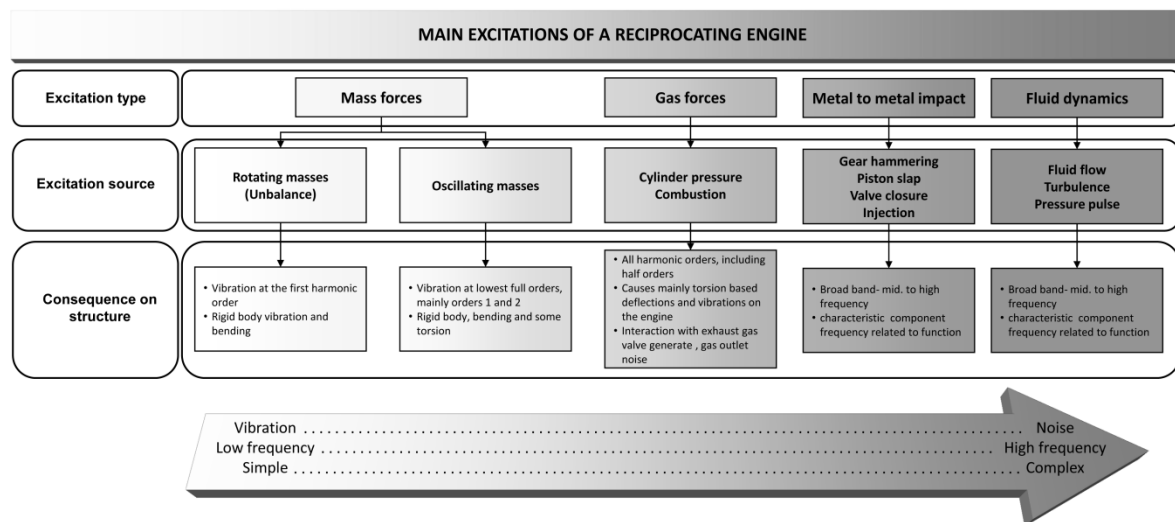 MAIN EXCITATIONS OF A RECIPROCATING ENGINE
Excitation type
Mass forces
Gas forces
Metal to metal impact
Fluid dynamics
Excitation source
Rotating masses
(Unbalance)
Oscillating masses
Cylinder pressure
Combustion
Gear hammering
Piston slap
Valve closure
Injection
Fluid flow
Turbulence
Pressure pulse
Consequence on
structure
• Vibration at the first harmonic
order
• Rigid body vibration and
bending
• Vibration at lowest full orders,
mainly orders 1 and 2
• Rigid body, bending and some
torsion
• All harmonic orders, including
half orders
• Causes mainly torsion based
deflections and vibrations on
the engine
• Interaction with exhaust gas
valve generate , gas outlet
noise
• Broad band- mid. to high
frequency
• characteristic component
frequency related to function
• Broad band- mid. to high
frequency
• characteristic component
frequency related to function
Vibration . . . . . . . . . . . . . . . . . . . . . . . . . . . . . . . . . . . . . . . . Noise
Low frequency . . . . . . . . . . . . . . . . . . . . . . . . . . . . . . . . . . . . High frequency
Simple . . . . . . . . . . . . . . . . . . . . . . . . . . . . . . . . . . . . . . . . Complex